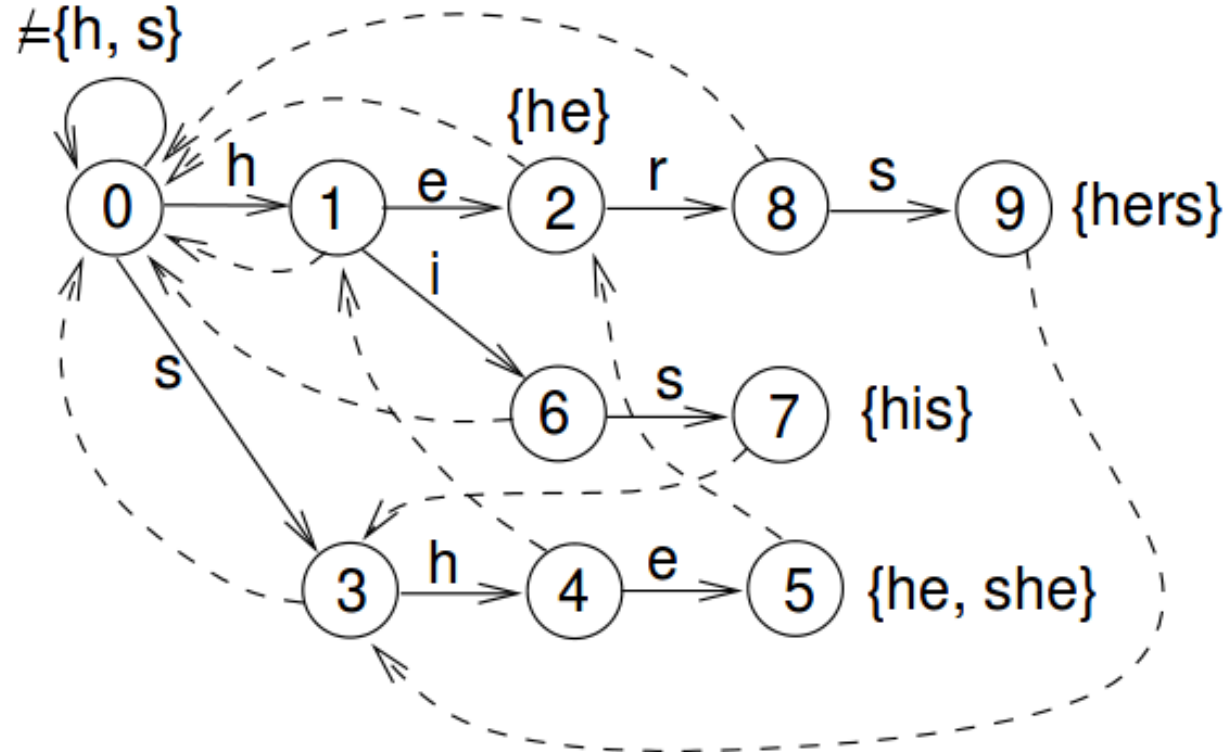 ≠{h, s}
{he}
h
e
r
s
0
1
2
8
9
{hers}
i
s
s
6
7
{his}
h
e
3
4
5
{he, she}